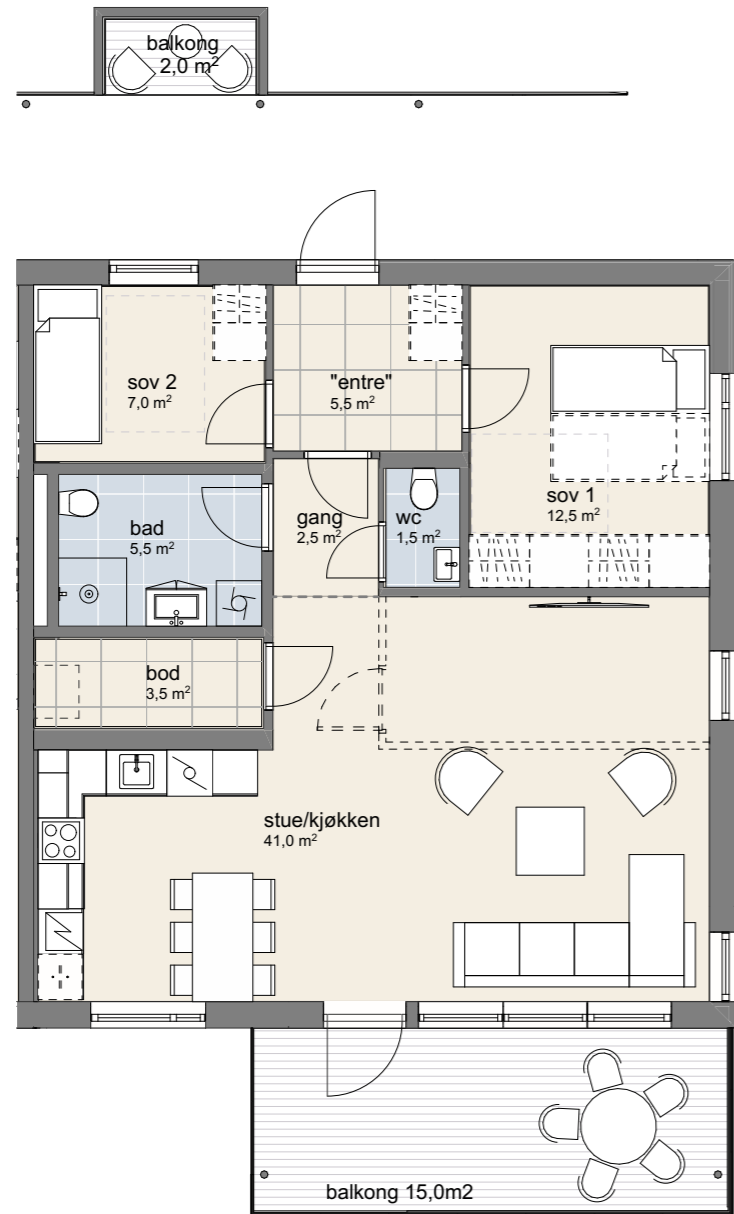 balkong
2,0 m²
sov 2
7,0 m²
"entre"
5,5 m²
sov 1
12,5 m²
bad
5,5 m²
gang
2,5 m²
wc
1,5 m²
bod
3,5 m²
stue/kjøkken
41,0 m²
balkong 15,0m2